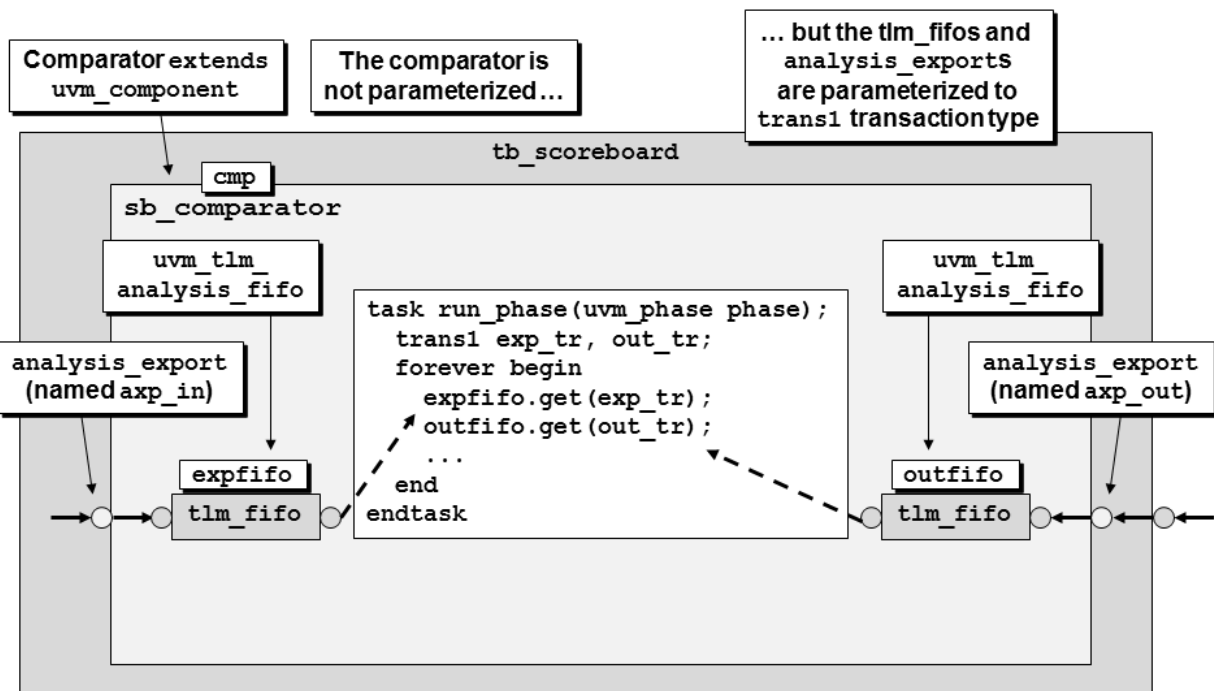 Comparator extends
uvm_component
The comparator is
not parameterized ...
... but the tlm_fifos and
analysis_exports
are parameterized to
trans1 transaction type
tb_scoreboard
cmp
sb_comparator
uvm_tlm_
analysis_fifo
uvm_tlm_
analysis_fifo
analysis_export
(named axp_in)
task run_phase(uvm_phase phase);
trans1 exp_tr, out_tr;
forever begin
expfifo.get(exp_tr);
outfifo.get(out_tr);
...
end
endtask
analysis_export
(named axp_out)
expfifo
tlm_fifo
outfifo
tlm_fifo